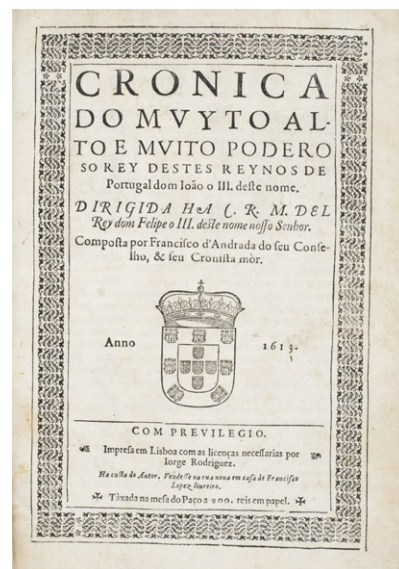 CRONICA
DO MVYTO AL-
TO E MVITO PODERO
SO REY DESTES REYNOS DE
Portugal dom Ioão o III. deſte nome.
DIRIGIDA HA C. R. M. DEL
Rey dom Felipe o III. deſte nome noſſo Senhor.
Compoſta por Franciſco d'Andrada do ſeu Conſe-
lho, & ſeu Croniſta mòr.
Anno 1613.
COM PREVILEGIO.
Impreſa em Lisboa com as licenças neceſſarias por
Iorge Rodriguez.
Ha cuſta do Autor. Vendeſſe na rua noua em caſa de Franciſco
Lopez liureiro.
Taxada na meſa do Paço a 900. reis em papel.